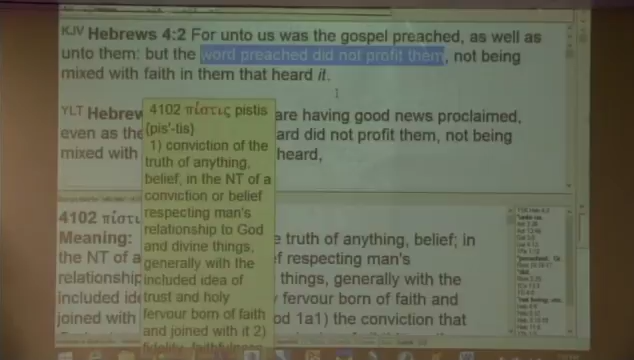 KJV Hebrews 4:2 For unto us was the gospel preached, as well as
unto them: but the word preached did not profit them, not being
mixed with faith in them that heard it.
YLT Hebrew are having good news proclaimed,
even as the ard did not profit them, not being
mixed with heard,
4102 πίστις pistis
{pis'-tis}
1) conviction of the
truth of anything,
belief; in the NT of a
conviction or belief
respecting man's
relationship to God
and divine things,
generally with the
included idea of
trust and holy
fervour born of faith
and joined with it 2)
fidelity, faithfulness
4102 πίστι
Meaning: e truth of anything, belief; in
the NT of a f respecting man's
relationship things, generally with the
included ide fervour born of faith and
joined with od 1a1) the conviction that